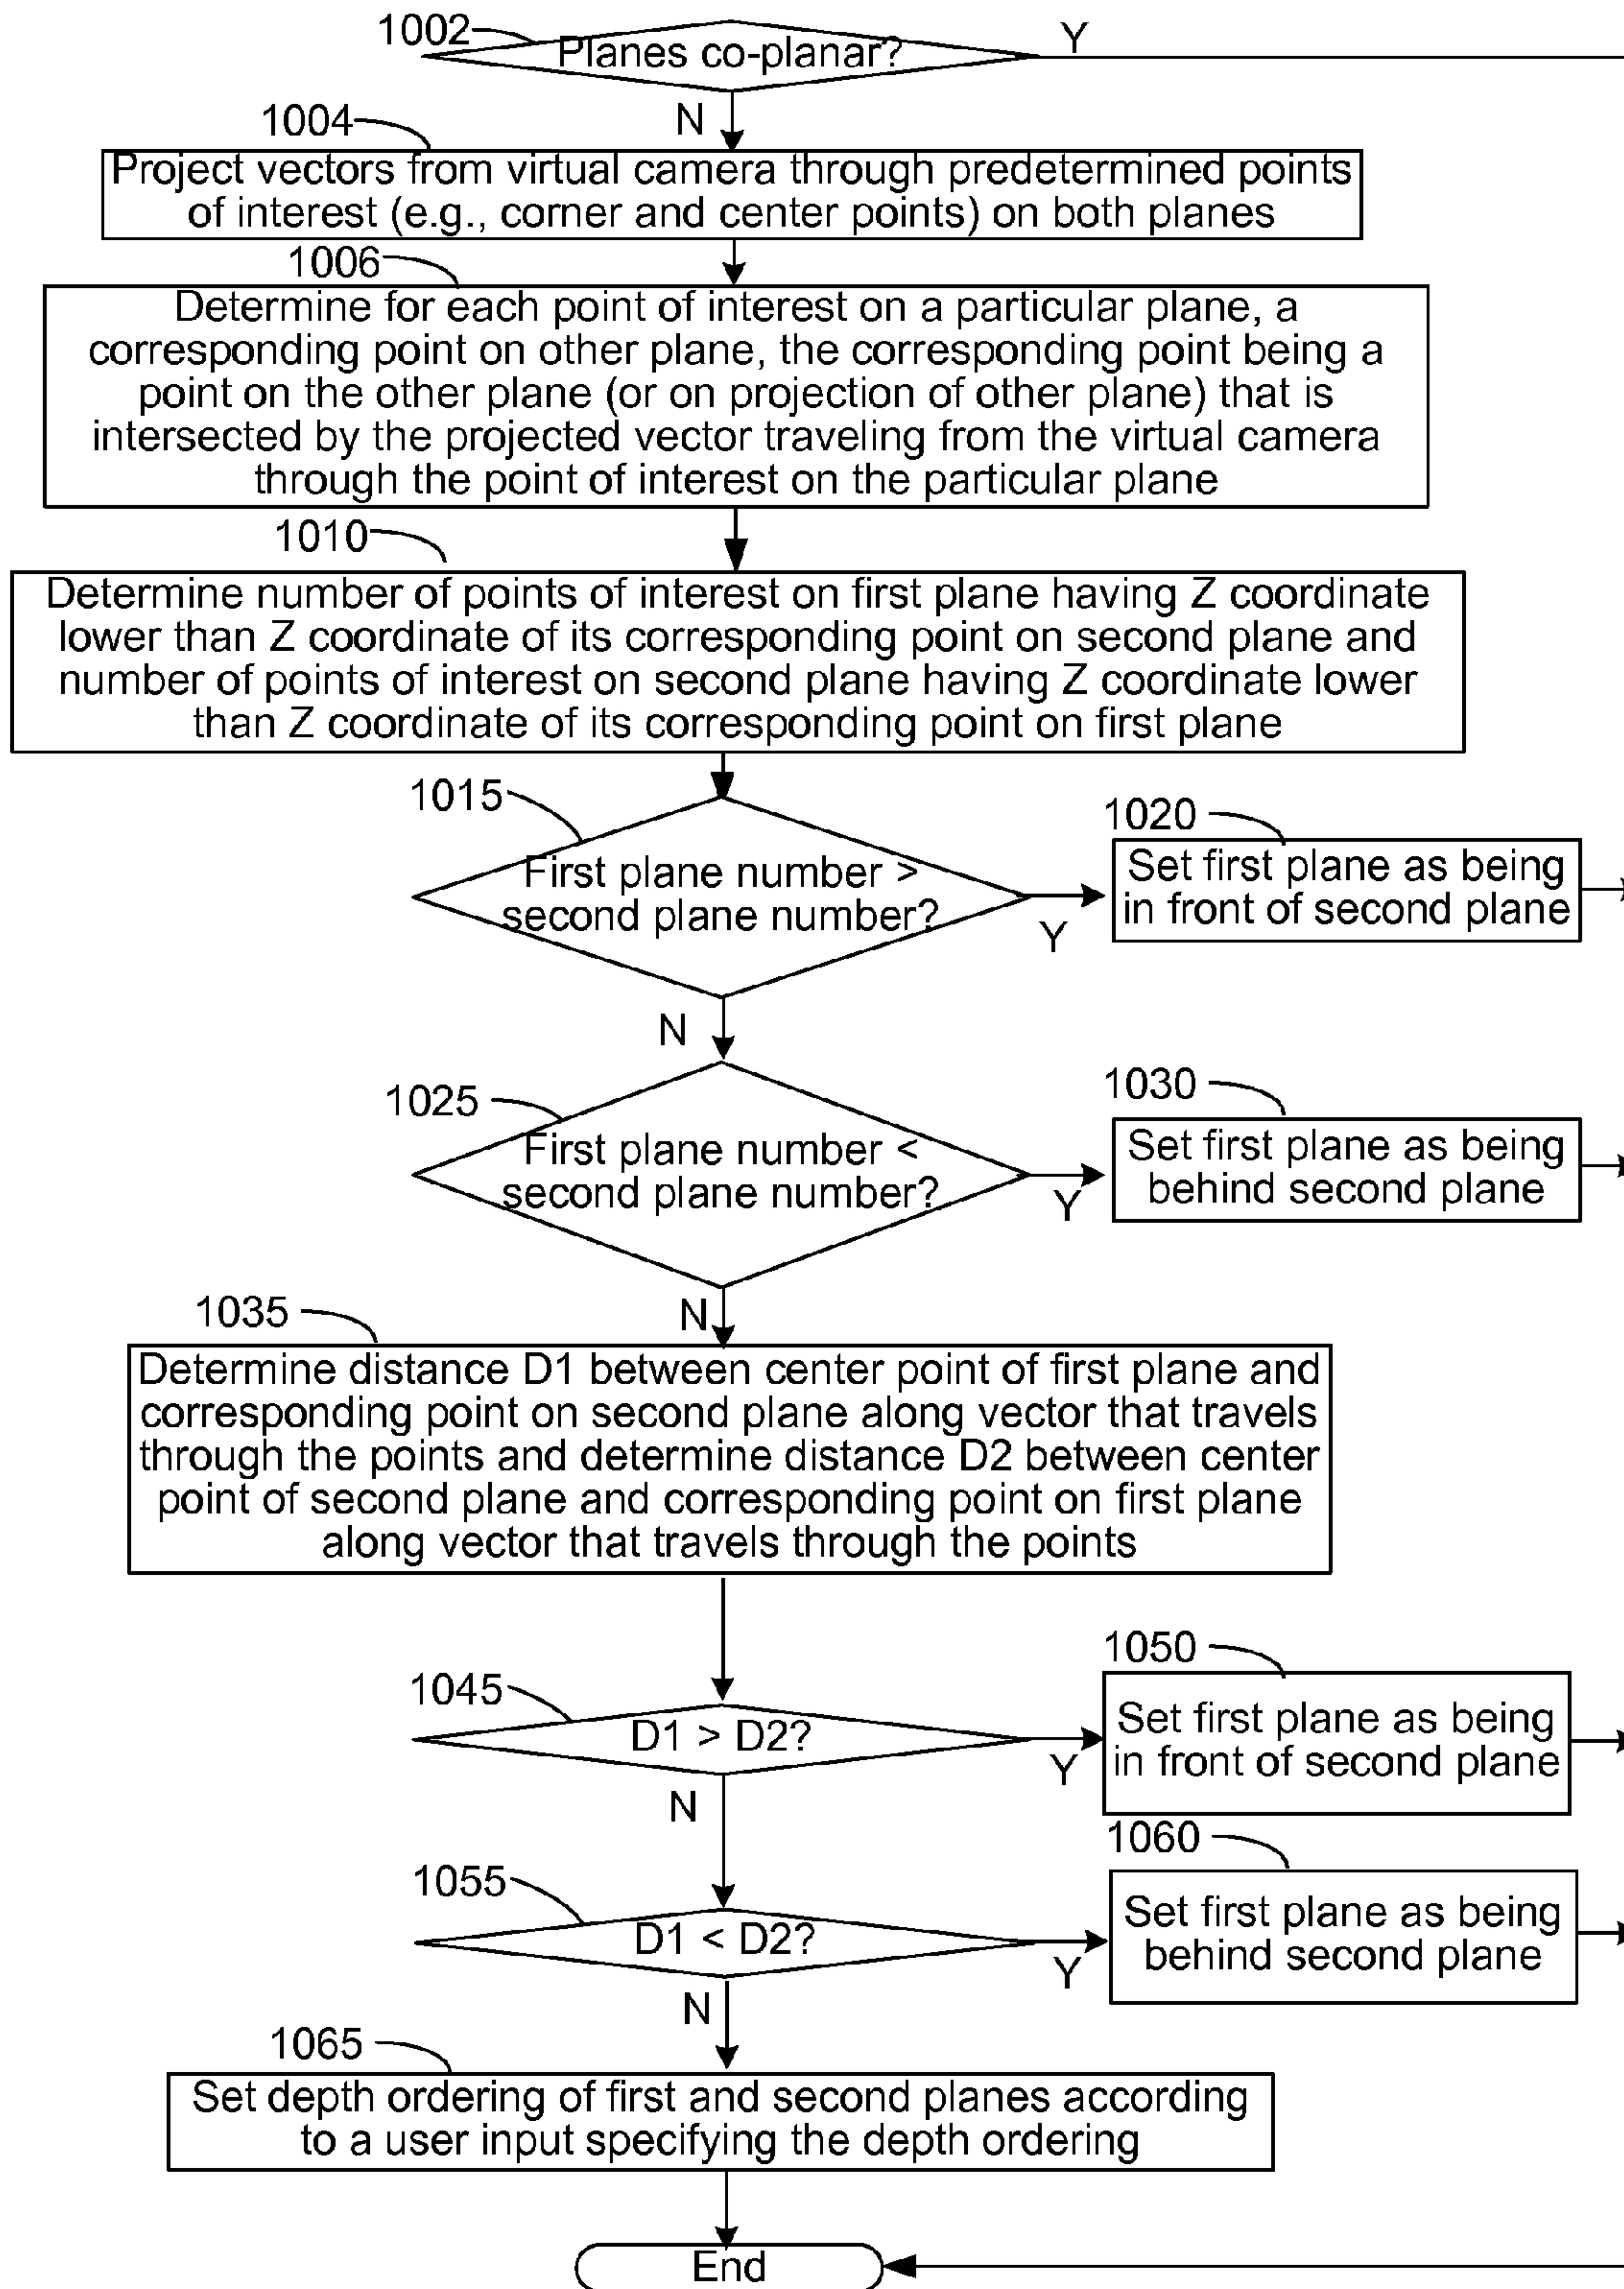 1002
Planes co-planar?
Y
N
1004
Project vectors from virtual camera through predetermined points
of interest (e.g., corner and center points) on both planes
1006
Determine for each point of interest on a particular plane, a
corresponding point on other plane, the corresponding point being a
point on the other plane (or on projection of other plane) that is
intersected by the projected vector traveling from the virtual camera
through the point of interest on the particular plane
1010
Determine number of points of interest on first plane having Z coordinate
lower than Z coordinate of its corresponding point on second plane and
number of points of interest on second plane having Z coordinate lower
than Z coordinate of its corresponding point on first plane
1015
First plane number >
second plane number?
Y
1020
Set first plane as being
in front of second plane
N
1025
First plane number <
second plane number?
Y
1030
Set first plane as being
behind second plane
N
1035
Determine distance D1 between center point of first plane and
corresponding point on second plane along vector that travels
through the points and determine distance D2 between center
point of second plane and corresponding point on first plane
along vector that travels through the points
1045
D1 > D2?
Y
1050
Set first plane as being
in front of second plane
N
1055
D1 < D2?
Y
1060
Set first plane as being
behind second plane
N
1065
Set depth ordering of first and second planes according
to a user input specifying the depth ordering
End